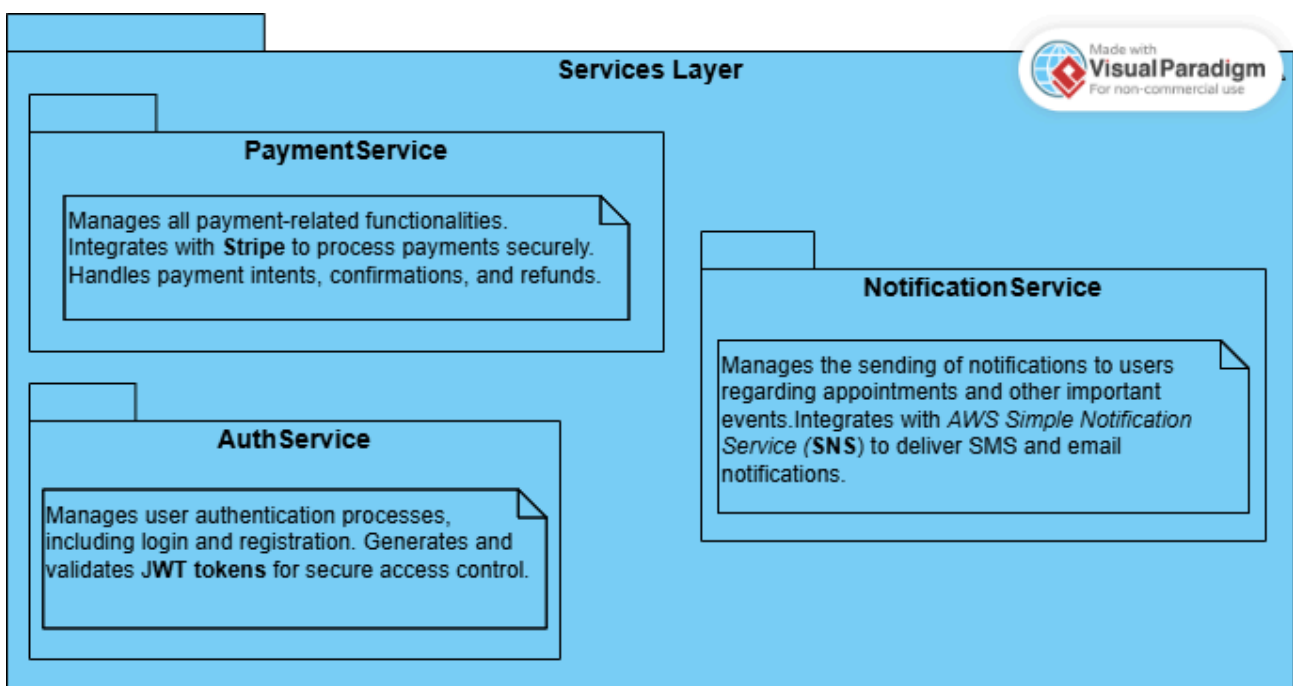 Services Layer
Made with
Visual Paradigm
For non-commercial use
PaymentService
Manages all payment-related functionalities.
Integrates with Stripe to process payments securely.
Handles payment intents, confirmations, and refunds.
NotificationService
Manages the sending of notifications to users
regarding appointments and other important
events.Integrates with AWS Simple Notification
Service (SNS) to deliver SMS and email
notifications.
AuthService
Manages user authentication processes,
including login and registration. Generates and
validates JWT tokens for secure access control.